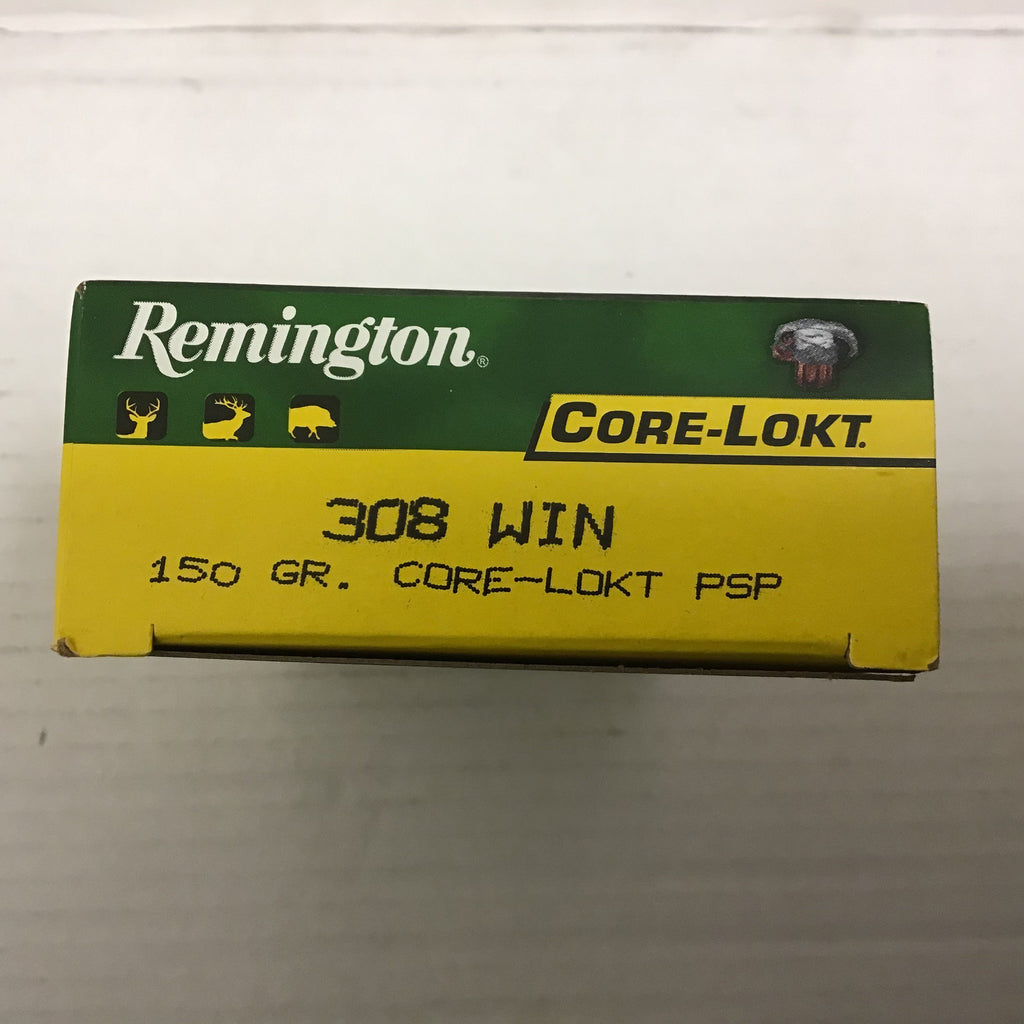 Remington®
CORE-LOKT.
308 WIN
150 GR. CORE-LOKT PSP